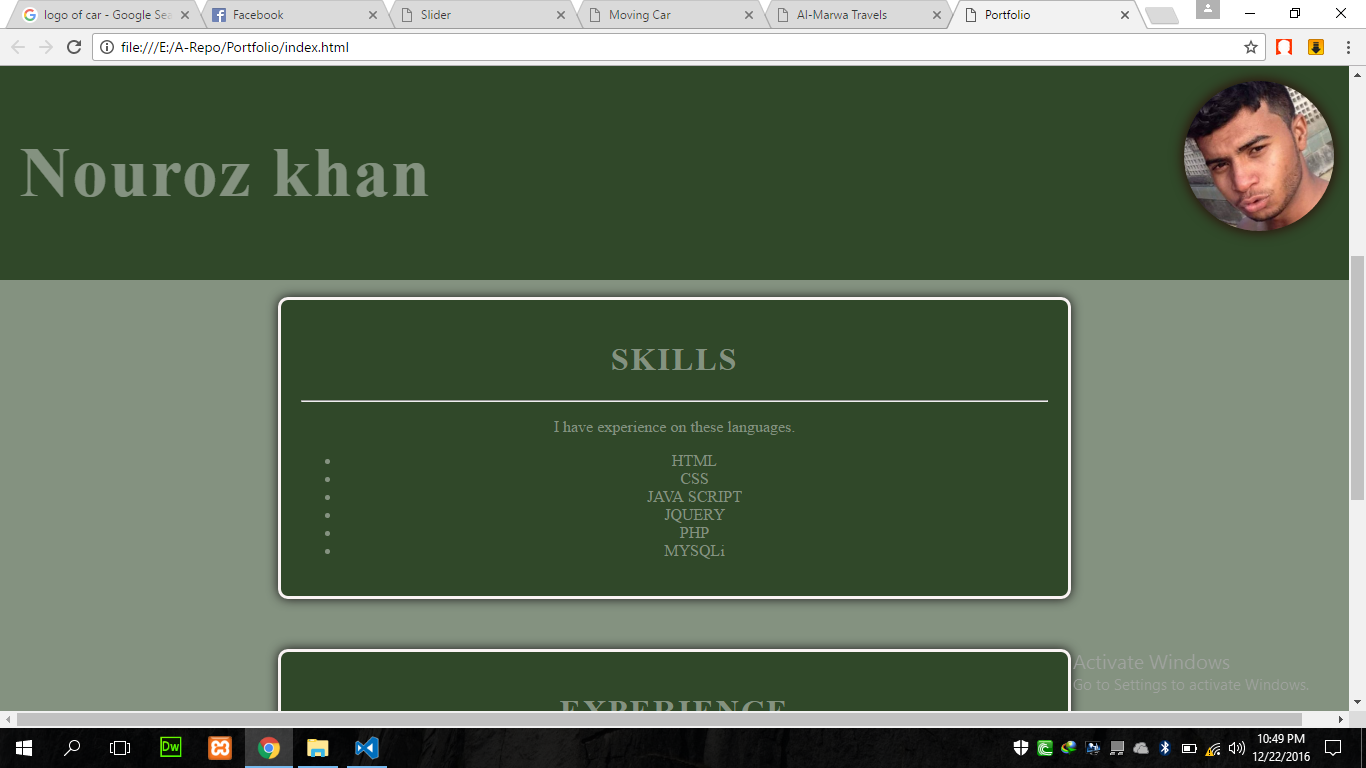 logo of car - Google Sea
Facebook
Slider
Moving Car
Al-Marwa Travels
Portfolio
file:///E:/A-Repo/Portfolio/index.html
Nouroz khan
SKILLS
I have experience on these languages.
HTML
CSS
JAVA SCRIPT
JQUERY
PHP
MYSQLi
EXPERIENCE
Activate Windows
Go to Settings to activate Windows.
Dw
10:49 PM
12/22/2016